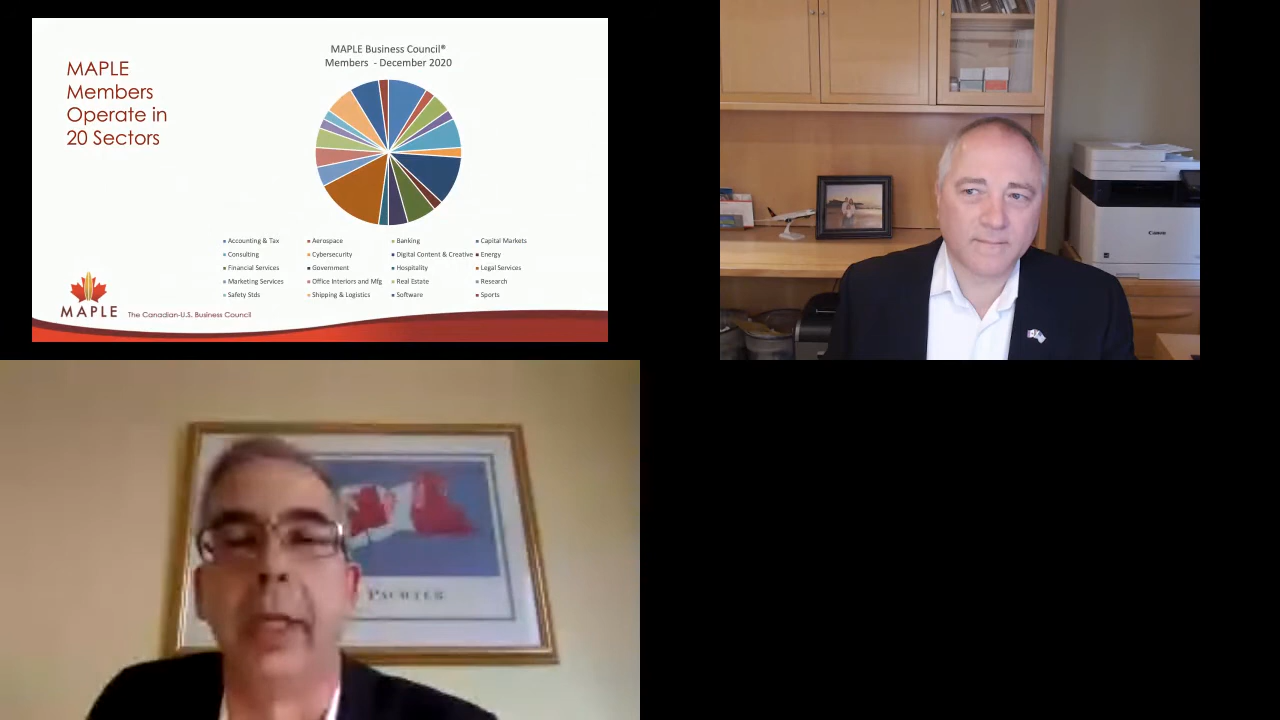 MAPLE
Members
Operate in
20 Sectors
MAPLE Business Council®
Members - December 2020
Accounting & Tax
Aerospace
Banking
Capital Markets
Consulting
Cybersecurity
Digital Content & Creative
Energy
Financial Services
Government
Hospitality
Legal Services
Marketing Services
Office Interiors and Mfg
Real Estate
Research
Safety Stds
Shipping & Logistics
Software
Sports
MAPLE
The Canadian-U.S. Business Council
Canon
PACHTER